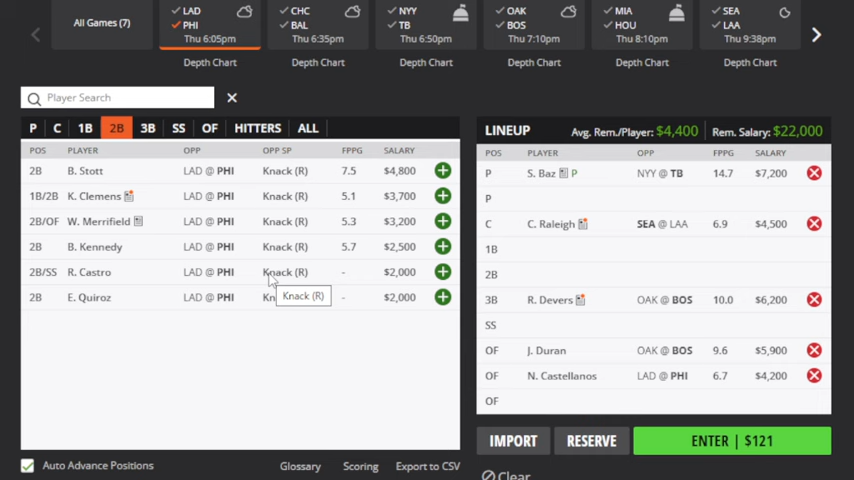 All Games (7)
LAD
PHI
Thu 6:05pm
CHC
BAL
Thu 6:35pm
NYY
TB
Thu 6:50pm
OAK
BOS
Thu 7:10pm
MIA
HOU
Thu 8:10pm
SEA
LAA
Thu 9:38pm
Depth Chart Depth Chart Depth Chart Depth Chart Depth Chart Depth Chart
Player Search
P C 1B 2B 3B SS OF HITTERS ALL
POS PLAYER OPP OPP SP FPPG SALARY
2B B. Stott LAD @ PHI Knack (R) 7.5 $4,800
1B/2B K. Clemens LAD @ PHI Knack (R) 5.1 $3,700
2B/OF W. Merrifield LAD @ PHI Knack (R) 5.3 $3,200
2B B. Kennedy LAD @ PHI Knack (R) 5.7 $2,500
2B/SS R. Castro LAD @ PHI Knack (R) - $2,000
2B E. Quiroz LAD @ PHI Kn - $2,000
Knack (R)
Auto Advance Positions Glossary Scoring Export to CSV
LINEUP Avg. Rem./Player: $4,400 Rem. Salary: $22,000
POS PLAYER OPP FPPG SALARY
P S. Baz P NYY @ TB 14.7 $7,200
P
C C. Raleigh SEA @ LAA 6.9 $4,500
1B
2B
3B R. Devers OAK @ BOS 10.0 $6,200
SS
OF J. Duran OAK @ BOS 9.6 $5,900
OF N. Castellanos LAD @ PHI 6.7 $4,200
OF
IMPORT RESERVE ENTER | $121
Clear